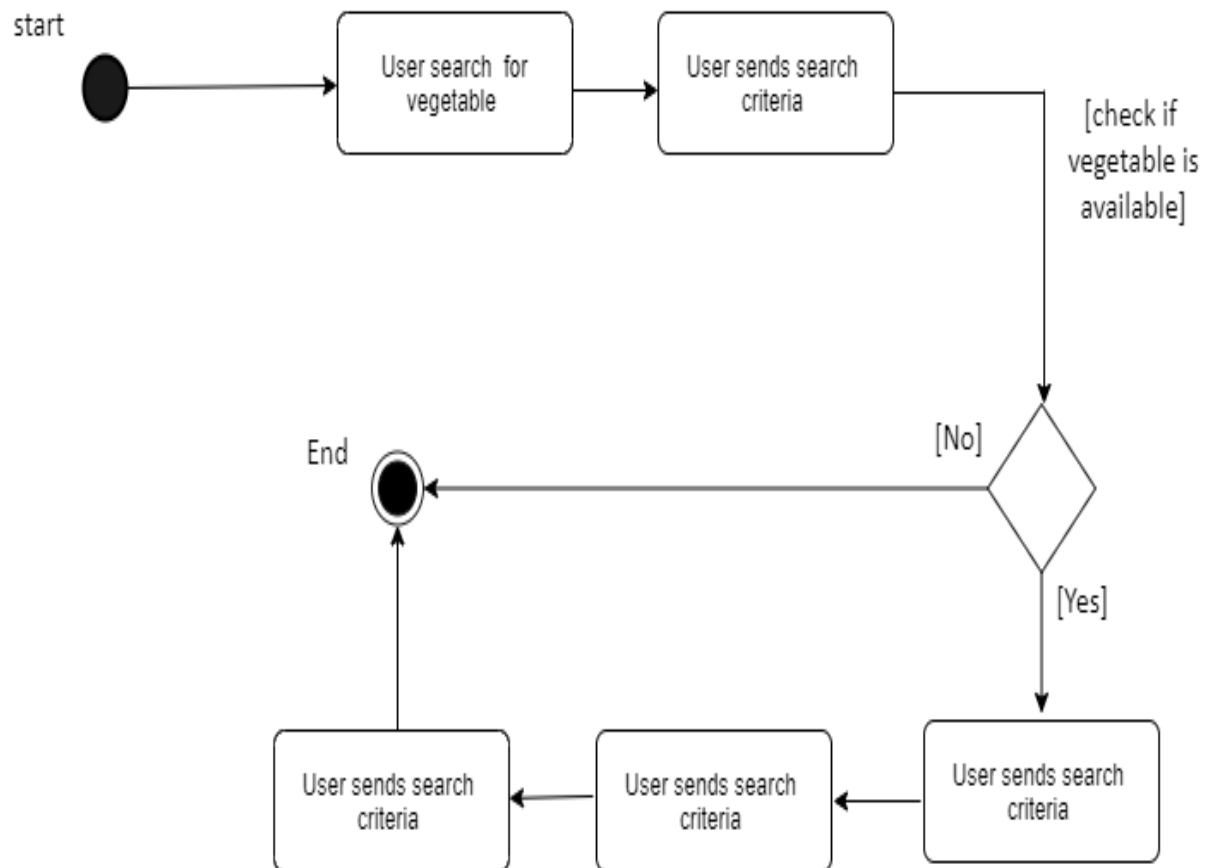 start
User search for
vegetable
User sends search
criteria
[check if
vegetable is
available]
[No]
End
[Yes]
User sends search
criteria
User sends search
criteria
User sends search
criteria